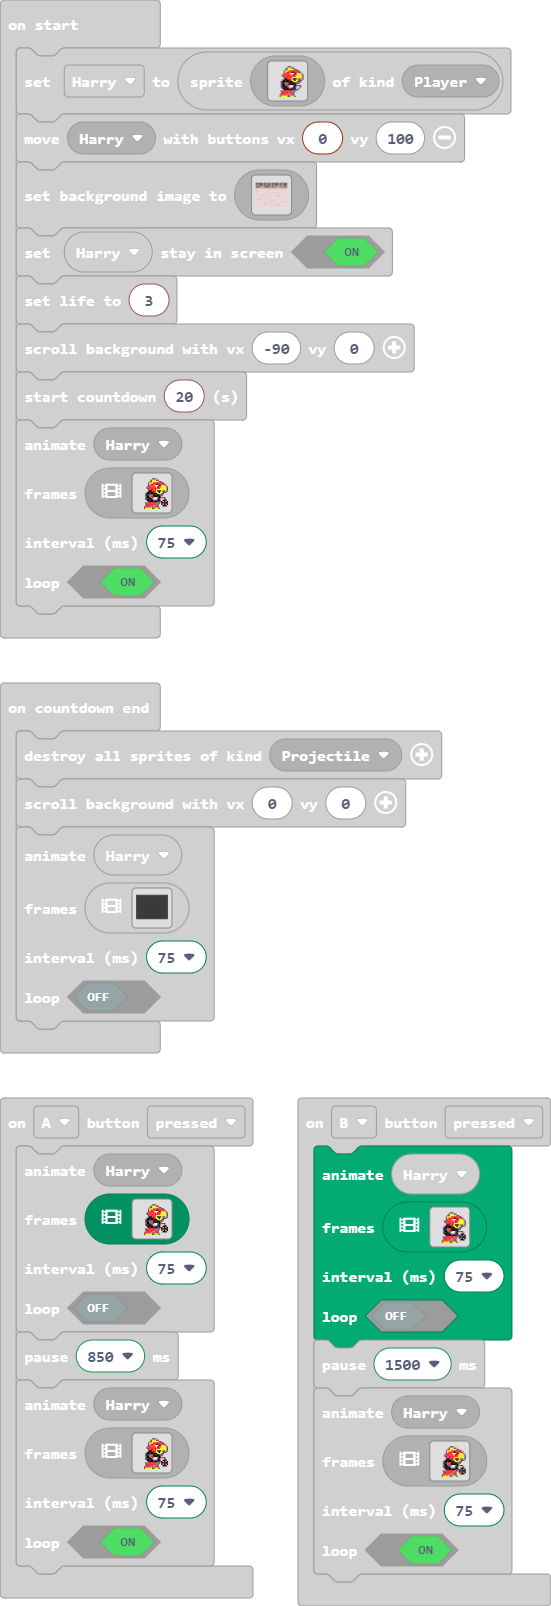 on start
set Harry to sprite of kind Player
move Harry with buttons vx 0 vy 100
set background image to
set Harry stay in screen ON
set life to 3
scroll background with vx -90 vy 0
start countdown 20 (s)
animate Harry
frames
interval (ms) 75
loop ON
on countdown end
destroy all sprites of kind Projectile
scroll background with vx 0 vy 0
animate Harry
frames
interval (ms) 75
loop OFF
on A button pressed
animate Harry
frames
interval (ms) 75
loop OFF
pause 850 ms
animate Harry
frames
interval (ms) 75
loop ON
on B button pressed
animate Harry
frames
interval (ms) 75
loop OFF
pause 1500 ms
animate Harry
frames
interval (ms) 75
loop ON